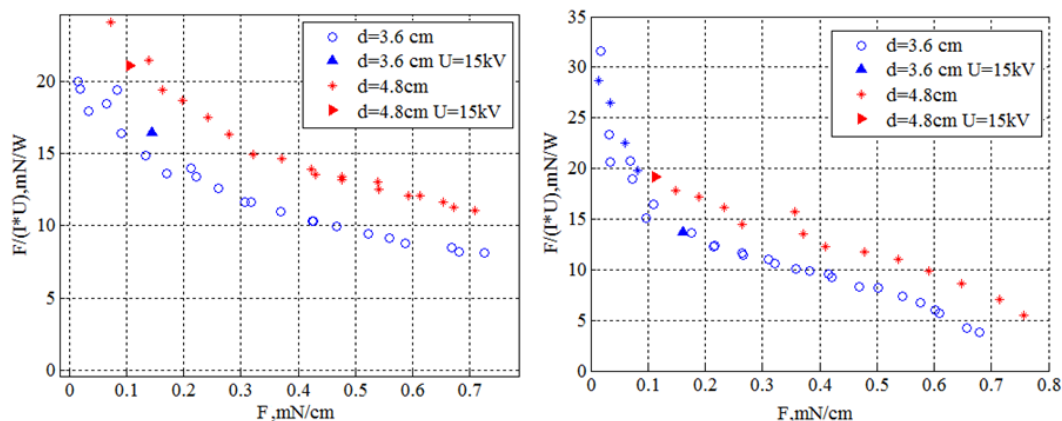 F/(I*U),mN/W
20
15
10
5
0
d=3.6 cm
d=3.6 cm U=15kV
d=4.8cm
d=4.8cm U=15kV
0 0.1 0.2 0.3 0.4 0.5 0.6 0.7
F ,mN/cm
F/(I*U),mN/W
35
30
25
20
15
10
5
0
d=3.6 cm
d=3.6 cm U=15kV
d=4.8cm
d=4.8cm U=15kV
0 0.1 0.2 0.3 0.4 0.5 0.6 0.7 0.8
F,mN/cm